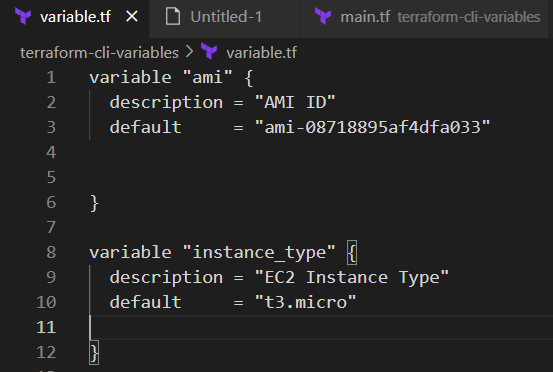 variable.tf × Untitled-1 main.tf terraform-cli-variables
terraform-cli-variables > variable.tf
1 variable "ami" {
2 description = "AMI ID"
3 default     = "ami-08718895af4dfa033"
4
5
6 }
7
8 variable "instance_type" {
9 description = "EC2 Instance Type"
10 default     = "t3.micro"
11
12 }